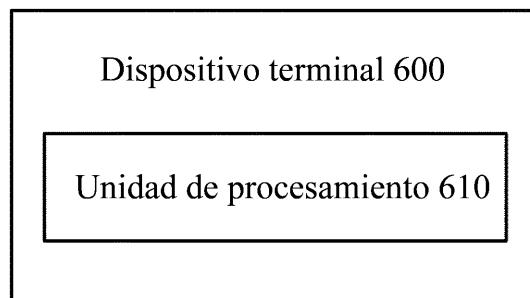 Dispositivo terminal 600
Unidad de procesamiento 610